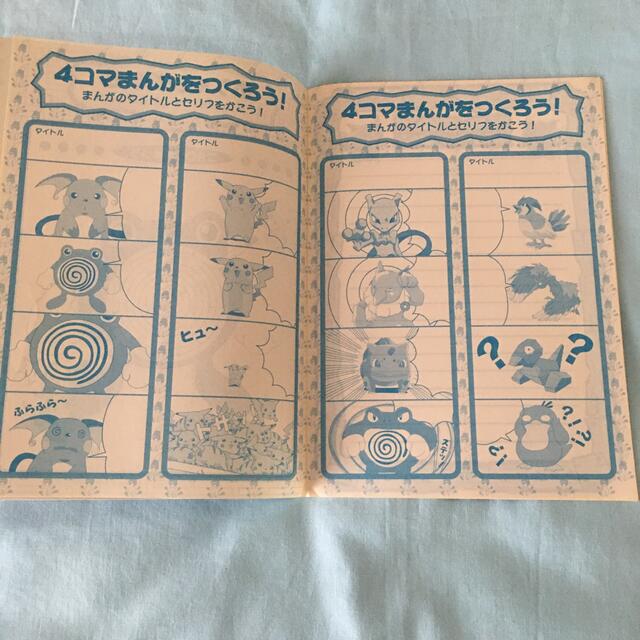 4コマまんがをつくろう!
まんがのタイトルとセリフをかこう!
タイトル
タイトル
ヒュ〜
ふらふら〜
4コマまんがをつくろう!
まんがのタイトルとセリフをかこう!
タイトル
タイトル
? ?
?!?!
!?